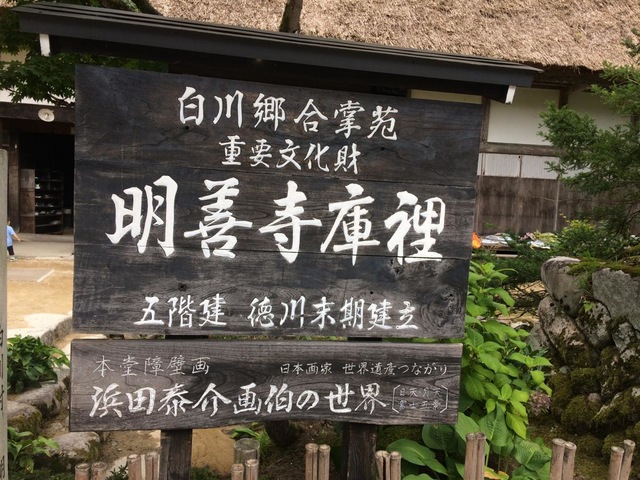 白川郷合掌苑
重要文化財
明善寺庫裡
五階建 徳川末期建立
本堂障壁画 日本画家 世界遺産つながり
浜田泰介画伯の世界